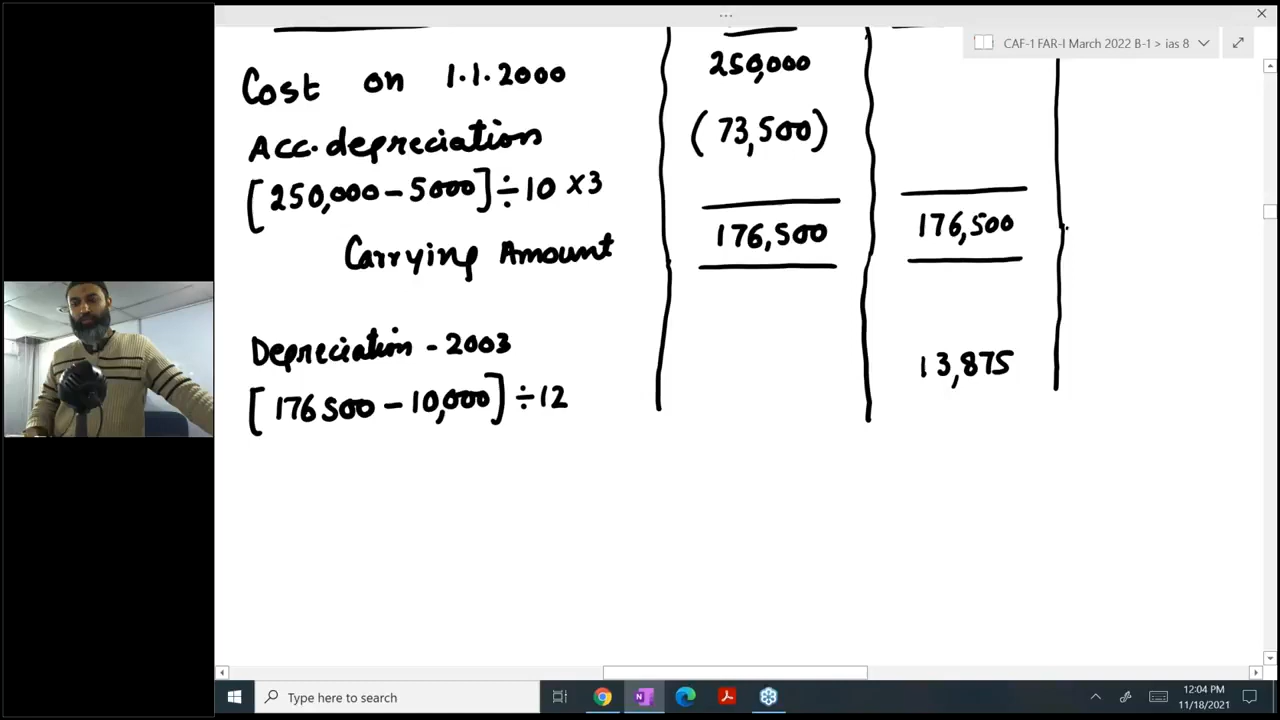 CAF-1 FAR-I March 2022 B-1 > ias 8
Cost on 1.1.2000 250,000
Acc. depreciation (73,500)
[250,000 - 5000] ÷ 10 x 3
Carrying Amount 176,500 176,500
Depreciation - 2003 13,875
[176500 - 10,000] ÷ 12
Type here to search
12:04 PM
11/18/2021